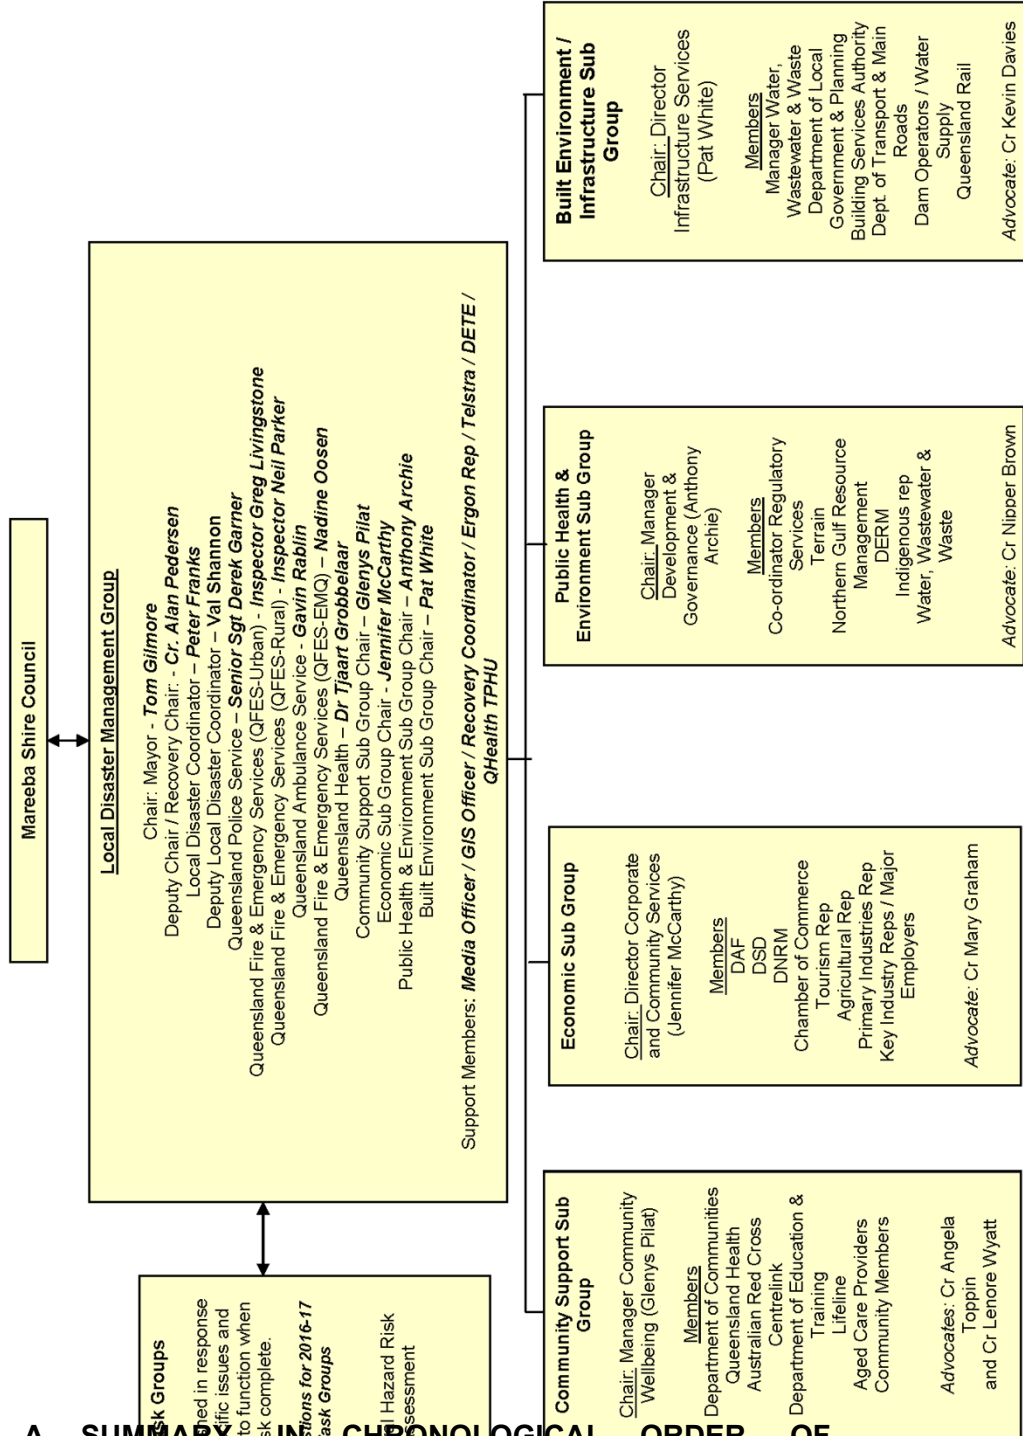 Mareeba Shire Council
Local Disaster Management Group
Chair: Mayor - Tom Gilmore
Deputy Chair / Recovery Chair: - Cr. Alan Pedersen
Local Disaster Coordinator – Peter Franks
Deputy Local Disaster Coordinator – Val Shannon
Queensland Police Service – Senior Sgt Derek Garner
Queensland Fire & Emergency Services (QFES-Urban) - Inspector Greg Livingstone
Queensland Fire & Emergency Services (QFES-Rural) - Inspector Neil Parker
Queensland Ambulance Service - Gavin Rablin
Queensland Fire & Emergency Services (QFES-EMQ) – Nadine Oosen
Queensland Health – Dr Tjaart Grobbelaar
Community Support Sub Group Chair – Glenys Pilat
Economic Sub Group Chair - Jennifer McCarthy
Public Health & Environment Sub Group Chair – Anthony Archie
Built Environment Sub Group Chair – Pat White
Support Members: Media Officer / GIS Officer / Recovery Coordinator / Ergon Rep / Telstra / DETE /
QHealth TPHU
Groups
in response
issues and
to function when
complete.
for 2016-17
Groups
Hazard Risk
Community Support Sub
Group
Chair: Manager Community
Wellbeing (Glenys Pilat)
Members
Department of Communities
Queensland Health
Australian Red Cross
Centrelink
Department of Education &
Training
Lifeline
Aged Care Providers
Community Members
Advocates: Cr Angela
Toppin
and Cr Lenore Wyatt
Economic Sub Group
Chair: Director Corporate
and Community Services
(Jennifer McCarthy)
Members
DAF
DSD
DNRM
Chamber of Commerce
Tourism Rep
Agricultural Rep
Primary Industries Rep
Key Industry Reps / Major
Employers
Advocate: Cr Mary Graham
Public Health &
Environment Sub Group
Chair: Manager
Development &
Governance (Anthony
Archie)
Members
Co-ordinator Regulatory
Services
Terrain
Northern Gulf Resource
Management
DERM
Indigenous rep
Water, Wastewater &
Waste
Advocate: Cr Nipper Brown
Built Environment /
Infrastructure Sub
Group
Chair: Director
Infrastructure Services
(Pat White)
Members
Manager Water,
Wastewater & Waste
Department of Local
Government & Planning
Building Services Authority
Dept. of Transport & Main
Roads
Dam Operators / Water
Supply
Queensland Rail
Advocate: Cr Kevin Davies
A SUMMARY IN CHRONOLOGICAL ORDER OF